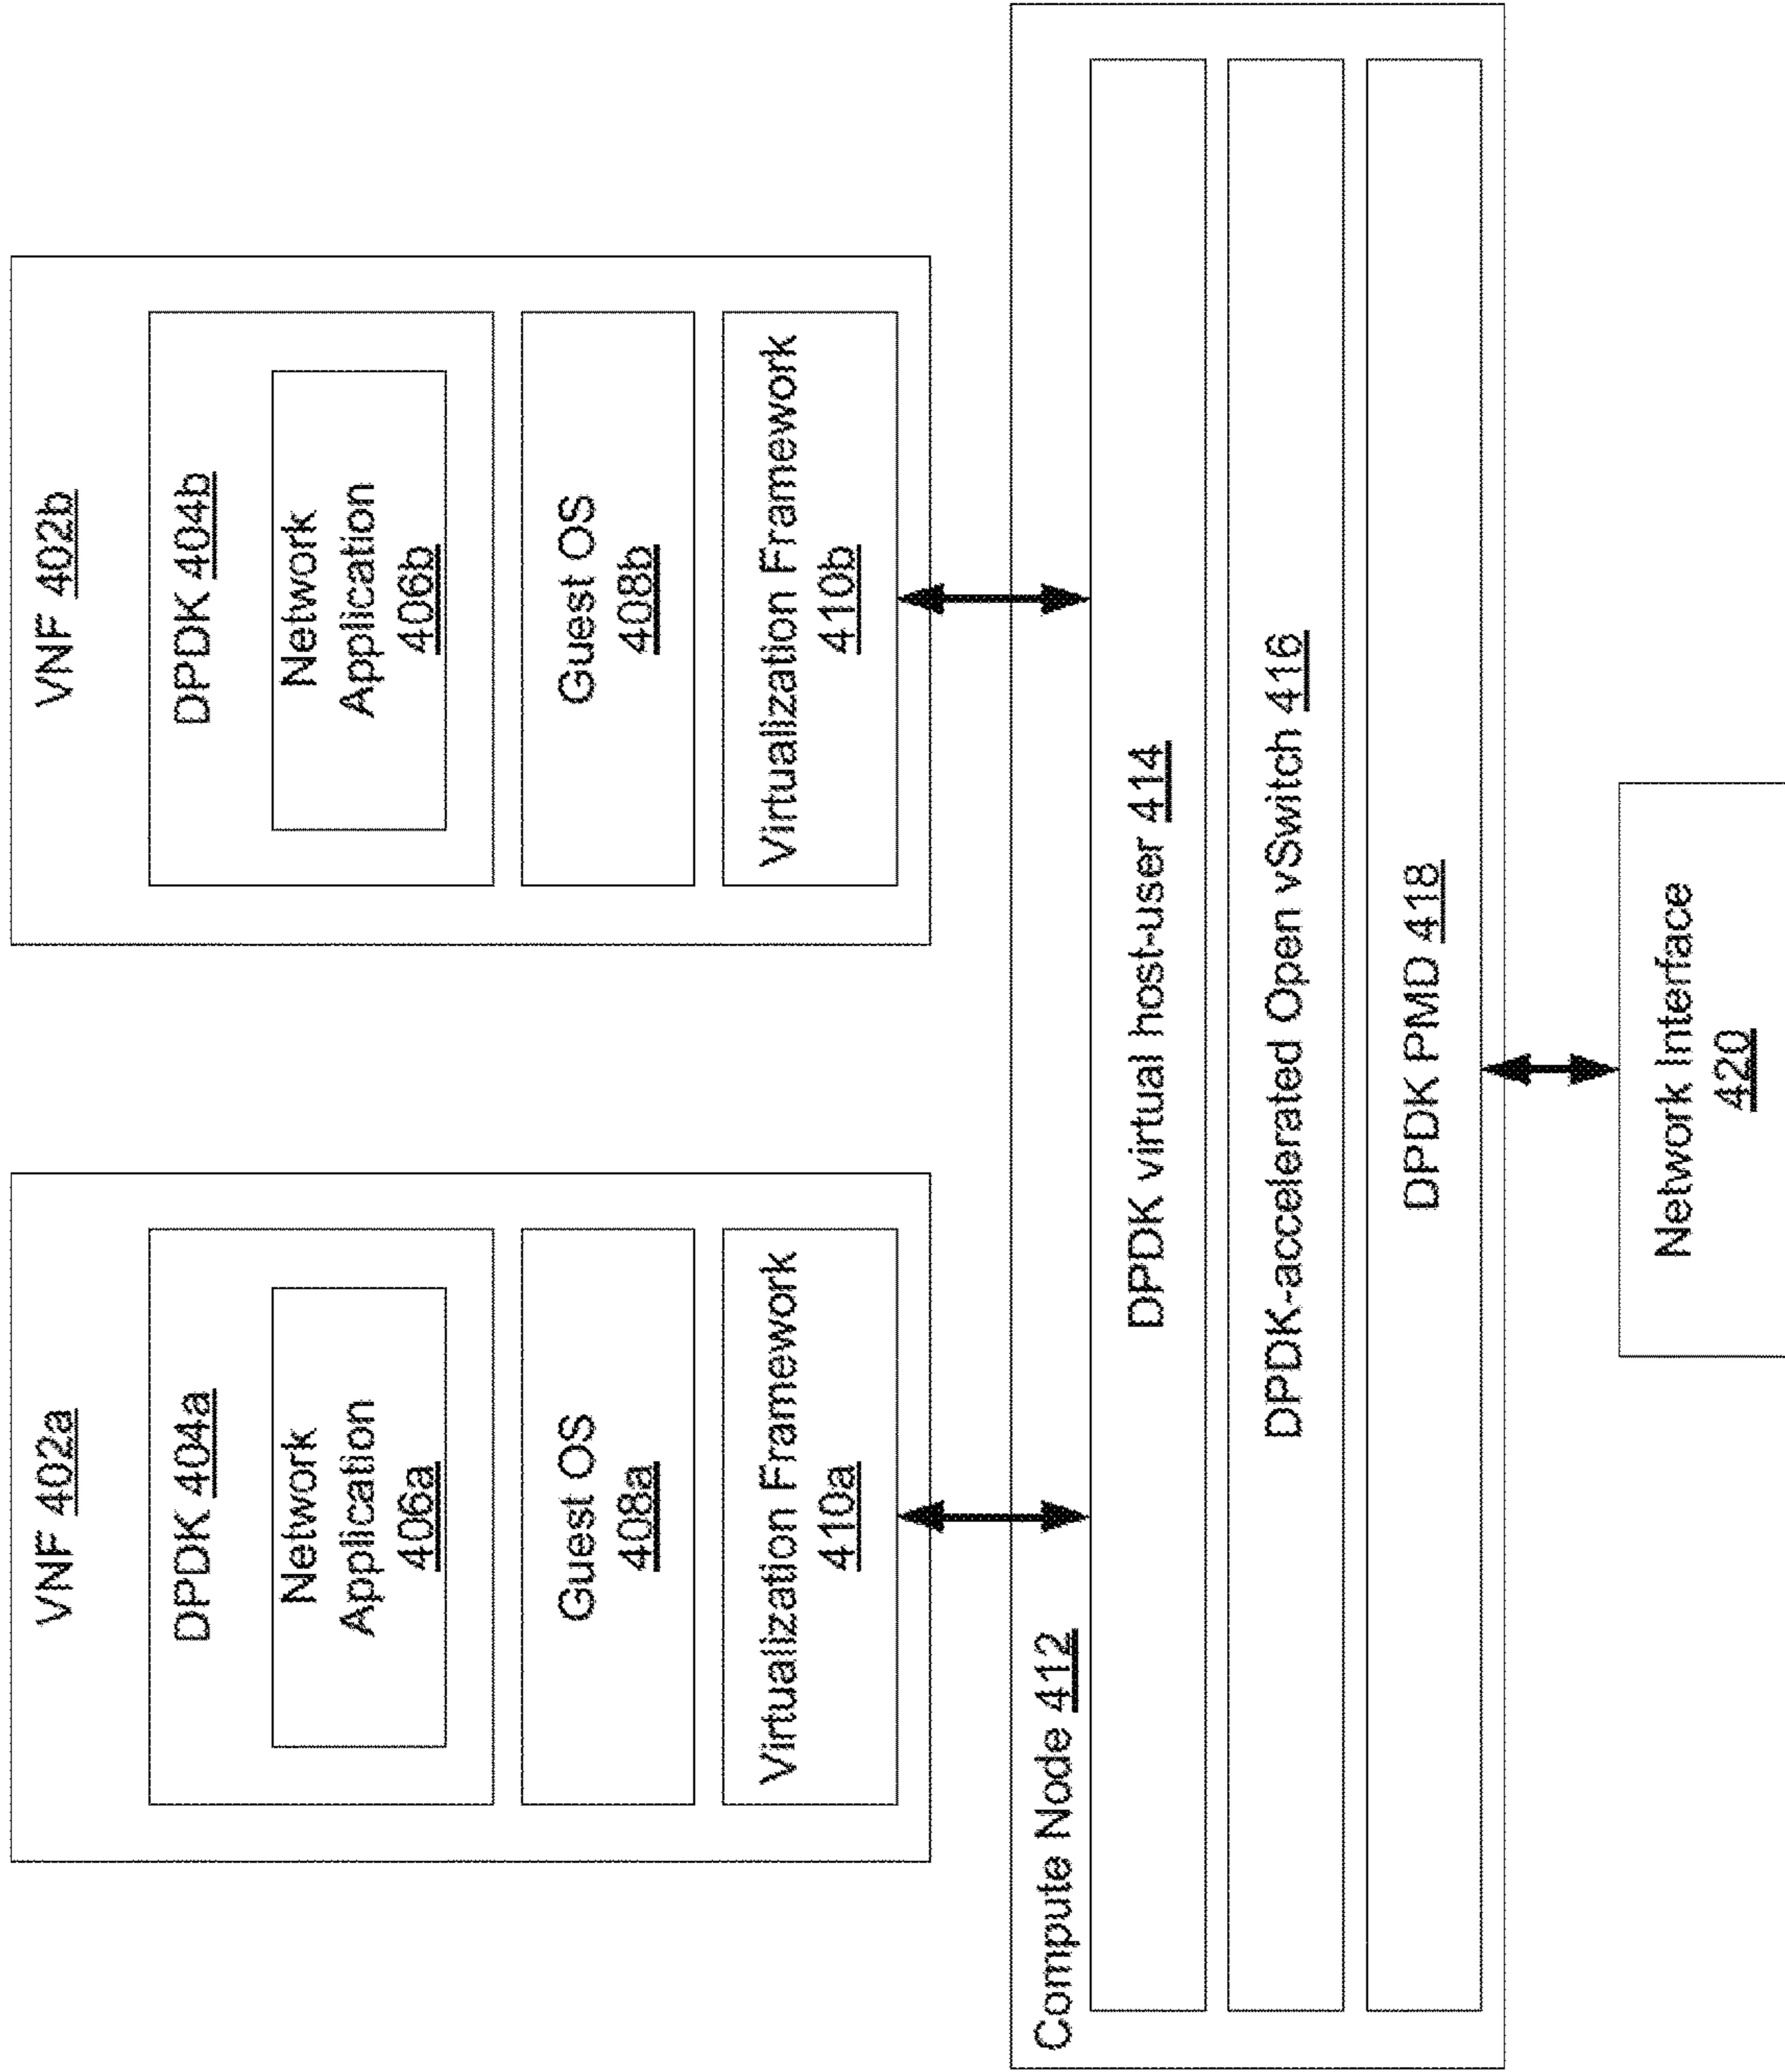 VNF 402a
DPDK 404a
Network
Application
406a
Guest OS
408a
Virtualization Framework
410a
VNF 402b
DPDK 404b
Network
Application
406b
Guest OS
408b
Virtualization Framework
410b
Compute Node 412
DPDK virtual host-user 414
DPDK-accelerated Open vSwitch 416
DPDK PMD 418
Network Interface
420